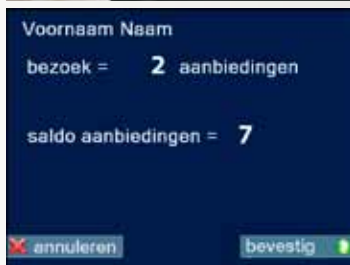 Voornaam Naam
bezoek = 2 aanbiedingen
saldo aanbiedingen = 7
annuleren bevestig